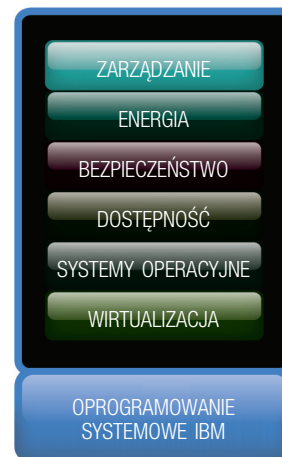 ZARZĄDZANIE
ENERGIA
BEZPIECZEŃSTWO
DOSTĘPNOŚĆ
SYSTEMY OPERACYJNE
WIRTUALIZACJA
OPROGRAMOWANIE
SYSTEMOWE IBM